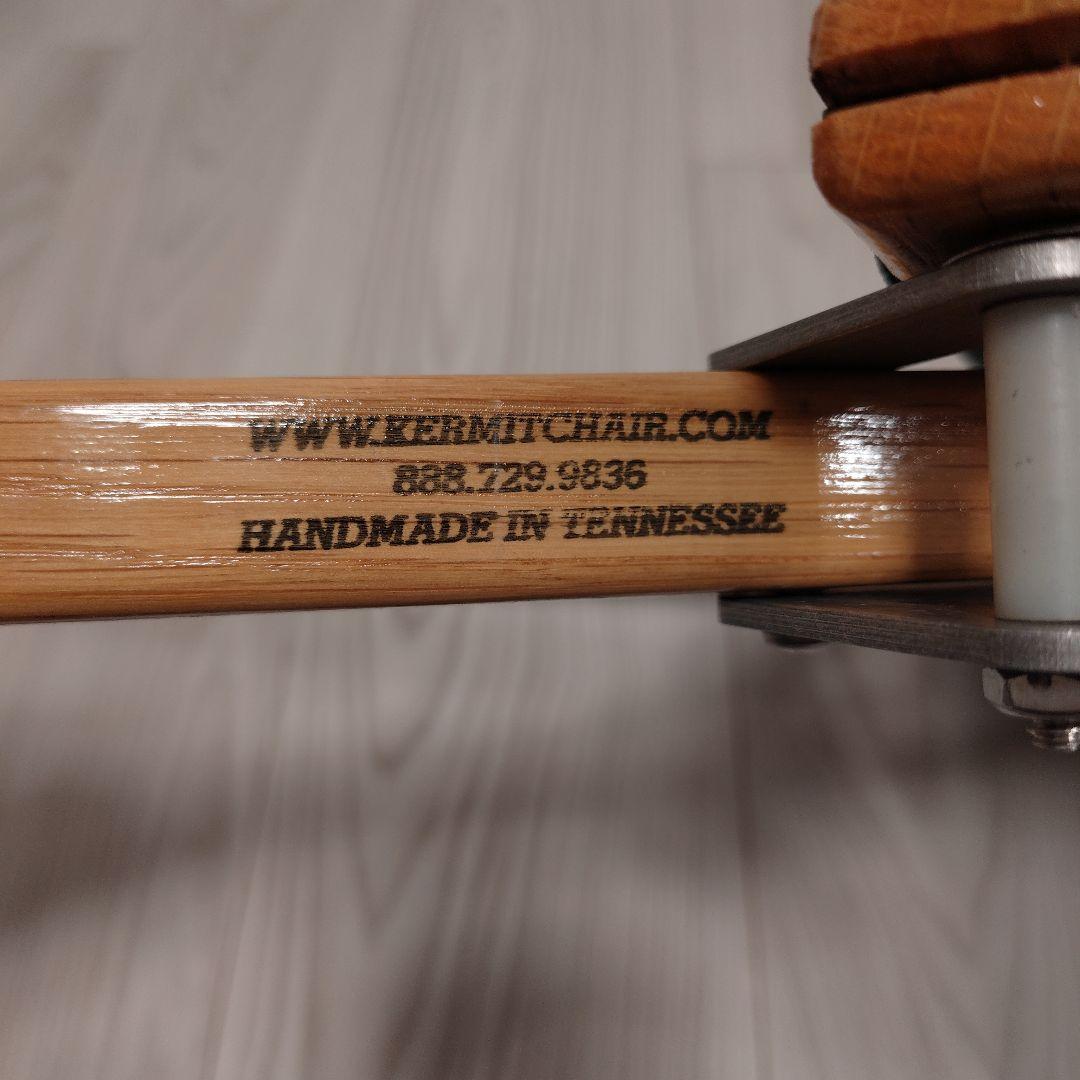 WWW.KERMITCHAIR.COM
888.729.9836
HANDMADE IN TENNESSEE